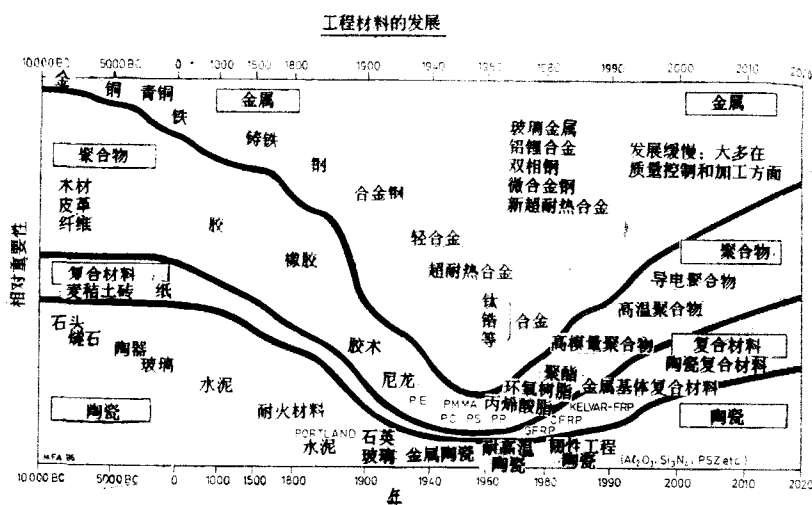 工程材料的发展
10000BC 5000BC 0 1000 1500 1800 1900 1940 1960 1980 1990 2000 2010 2020
金 铜 青铜 金属 金属
铁
铸铁
钢
合金钢
轻合金
超耐热合金
钛
锆
等
合金
玻璃金属
铝锂合金
双相钢
微合金钢
新超耐热合金
发展缓慢：大多在
质量控制和加工方面
相对重要性
聚合物
木材
皮革
纤维
胶
橡胶
胶木
尼龙
PE PMMA 丙烯酸脂
PC PS PP
环氧树脂
聚酯
高模量聚合物
高温聚合物
导电聚合物
聚合物
复合材料
麦秸土砖 纸
GFRP
CFRP
KELVAR-FRP
金属基体复合材料
陶瓷复合材料
复合材料
石头
燧石
陶器
玻璃
陶瓷
水泥
耐火材料
PORTLAND
水泥
石英
玻璃
金属陶瓷
耐高温
陶瓷
韧性工程
陶瓷
(Al₂O₃, Si₃N₄, PSZ etc.)
陶瓷
MFA 86
10000BC 5000BC 0 1000 1500 1800 1900 1940 1960 1980 1990 2000 2010 2020
年